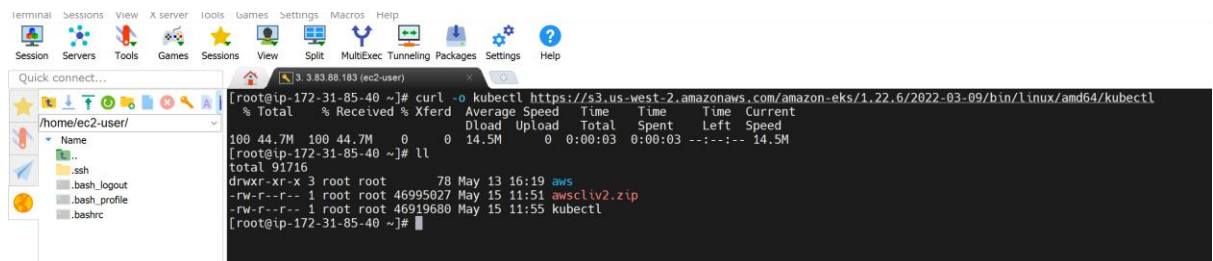 Terminal Sessions View X server Tools Games Settings Macros Help
Session Servers Tools Games Sessions View Split MultiExec Tunneling Packages Settings Help
Quick connect...
3. 3.83.88.183 (ec2-user)
/home/ec2-user/
Name
..
.ssh
.bash_logout
.bash_profile
.bashrc
[root@ip-172-31-85-40 ~]# curl -o kubectl https://s3.us-west-2.amazonaws.com/amazon-eks/1.22.6/2022-03-09/bin/linux/amd64/kubectl
% Total % Received % Xferd Average Speed Time Time Time Current
Dload Upload Total Spent Left Speed
100 44.7M 100 44.7M 0 0 14.5M 0 0:00:03 0:00:03 --:--:-- 14.5M
[root@ip-172-31-85-40 ~]# ll
total 91716
drwxr-xr-x 3 root root 78 May 13 16:19 aws
-rw-r--r-- 1 root root 46995027 May 15 11:51 awscliv2.zip
-rw-r--r-- 1 root root 46919680 May 15 11:55 kubectl
[root@ip-172-31-85-40 ~]#